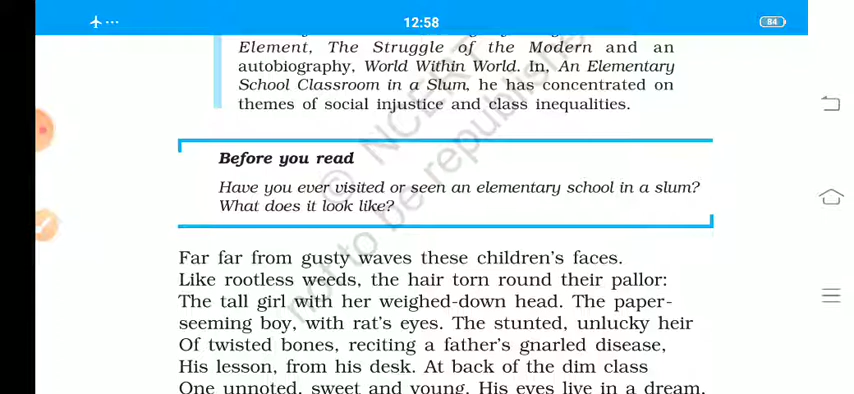 12:58
84
Element, The Struggle of the Modern and an
autobiography, World Within World. In, An Elementary
School Classroom in a Slum, he has concentrated on
themes of social injustice and class inequalities.
Before you read
Have you ever visited or seen an elementary school in a slum?
What does it look like?
Far far from gusty waves these children's faces.
Like rootless weeds, the hair torn round their pallor:
The tall girl with her weighed-down head. The paper-
seeming boy, with rat's eyes. The stunted, unlucky heir
Of twisted bones, reciting a father's gnarled disease,
His lesson, from his desk. At back of the dim class
One unnoted, sweet and young. His eyes live in a dream,
© NCERT
not to be republished